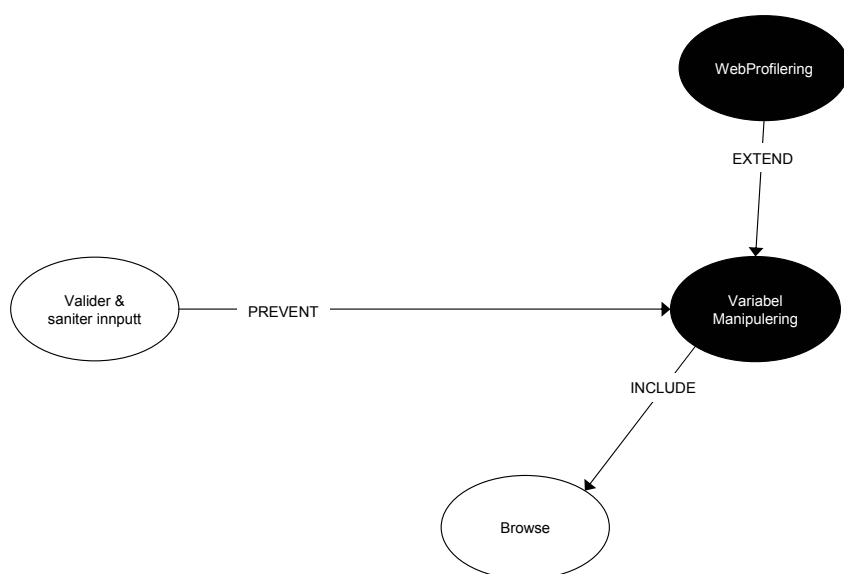 WebProfilering
EXTEND
Valider &
saniter innputt
PREVENT
Variabel
Manipulering
INCLUDE
Browse